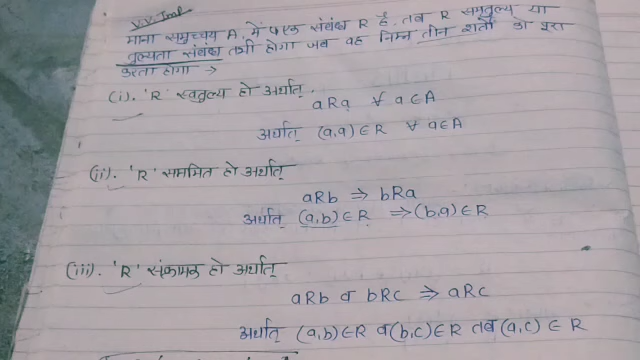 V.V.Imp
माना समुच्चय A में एक संबंध R है. तब R समतुल्य या
तुल्यता संबंध तभी होगा जब वह निम्न तीन शर्तों को पूरा
करता होगा →
(i). 'R' स्वतुल्य हो अर्थात्
aRa ∀ a∈A
अर्थात् (a,a)∈R ∀ a∈A
(ii). 'R' सममित हो अर्थात्
aRb ⇒ bRa
अर्थात् (a,b)∈R ⇒(b,a)∈R
(iii). 'R' संक्रामक हो अर्थात्
aRb व bRc ⇒ aRc
अर्थात् (a,b)∈R व(b,c)∈R तब(a,c) ∈ R